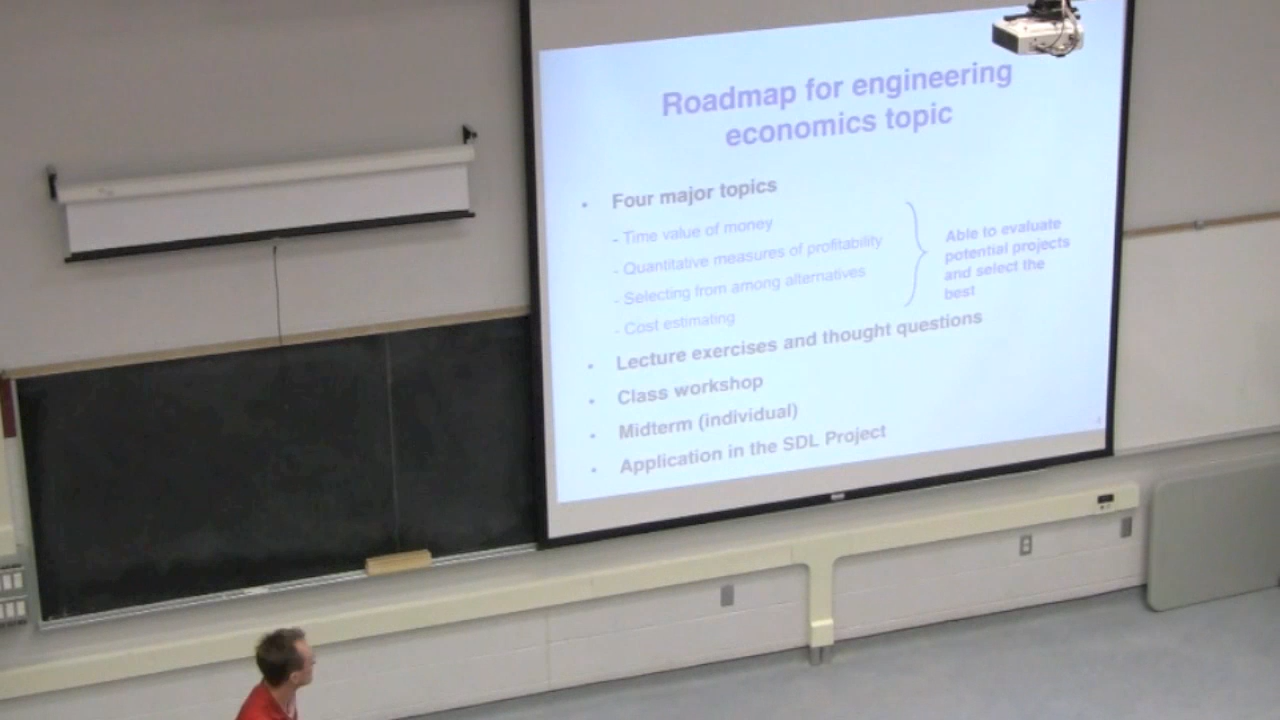 Roadmap for engineering
economics topic
• Four major topics
- Time value of money
- Quantitative measures of profitability
- Selecting from among alternatives
- Cost estimating
Able to evaluate
potential projects
and select the
best
• Lecture exercises and thought questions
• Class workshop
• Midterm (individual)
• Application in the SDL Project